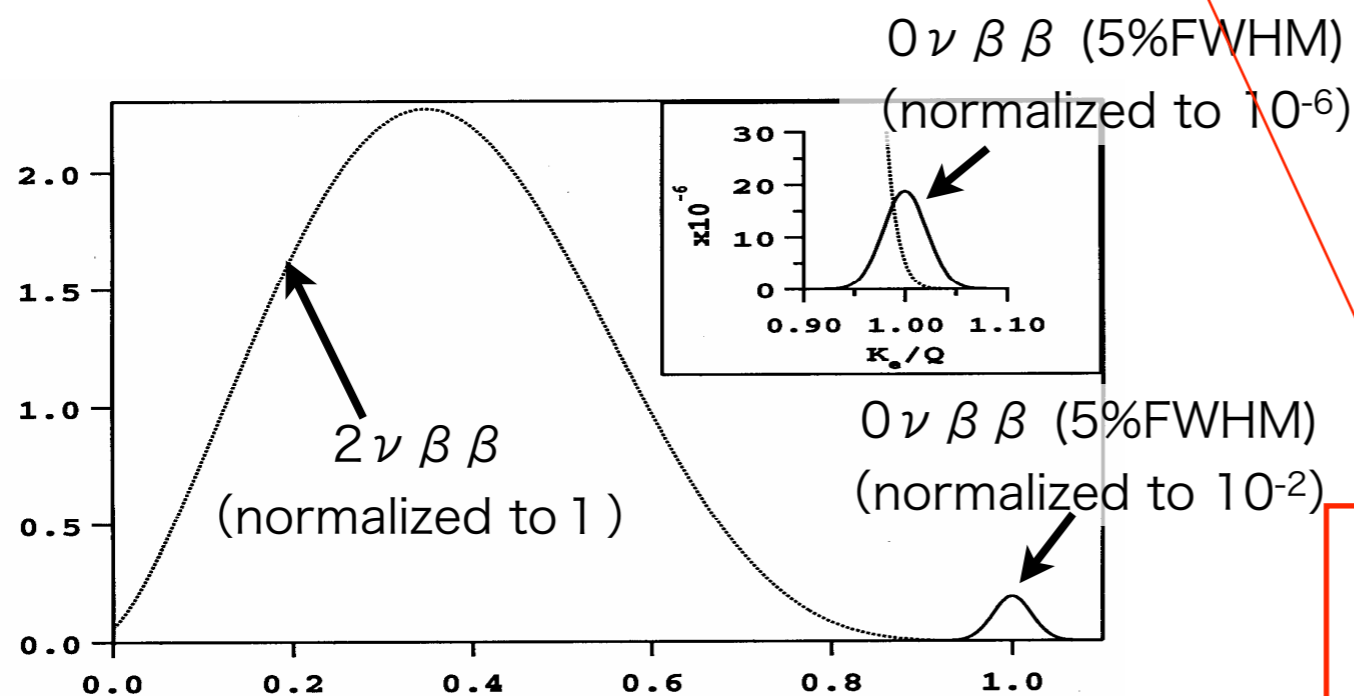 0ν β β (5%FWHM)
(normalized to 10⁻⁶)
30
20
10
0
x10⁻⁶
0.90 1.00 1.10
Kₑ/Q
2.0
1.5
1.0
0.5
0.0
2ν β β
(normalized to 1)
0ν β β (5%FWHM)
(normalized to 10⁻²)
0.0 0.2 0.4 0.6 0.8 1.0